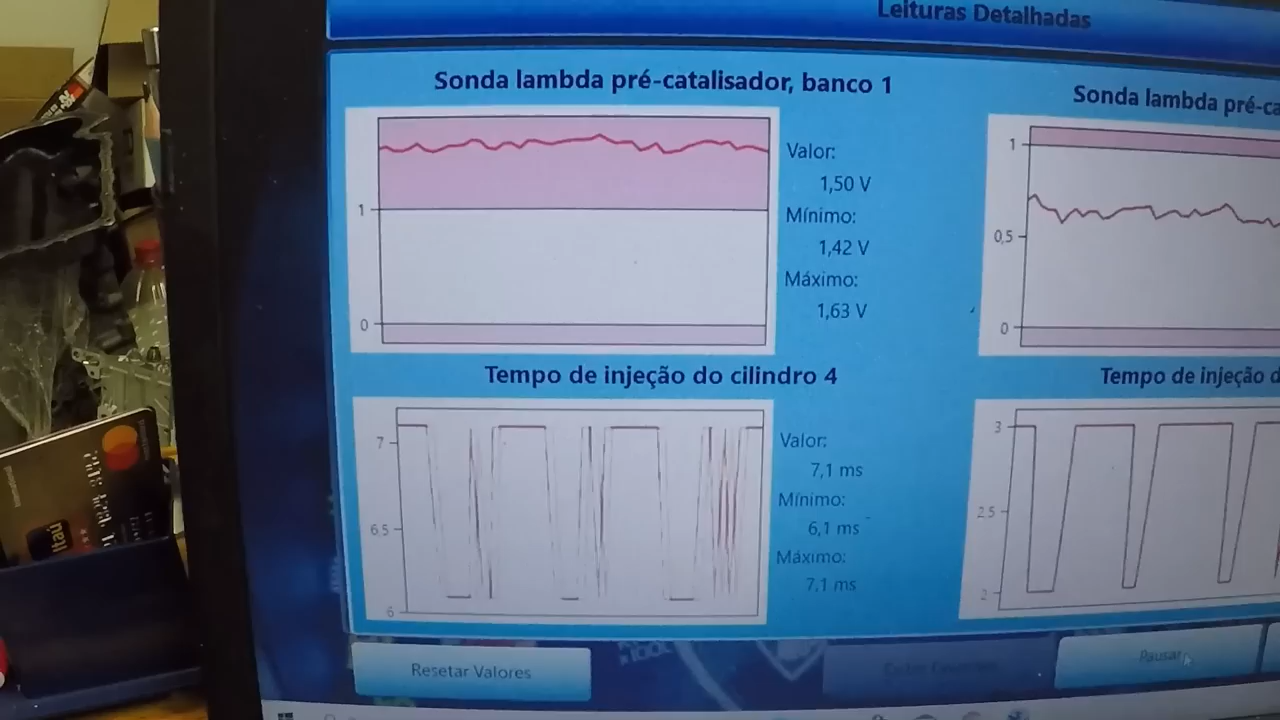 Leituras Detalhadas
Sonda lambda pré-catalisador, banco 1
1
0
Valor:
1,50 V
Mínimo:
1,42 V
Máximo:
1,63 V
Sonda lambda pré-ca
1
0,5
0
Tempo de injeção do cilindro 4
7
6,5
6
Valor:
7,1 ms
Mínimo:
6,1 ms
Máximo:
7,1 ms
Tempo de injeção d
3
2,5
2
Resetar Valores
Pausar
Itaú